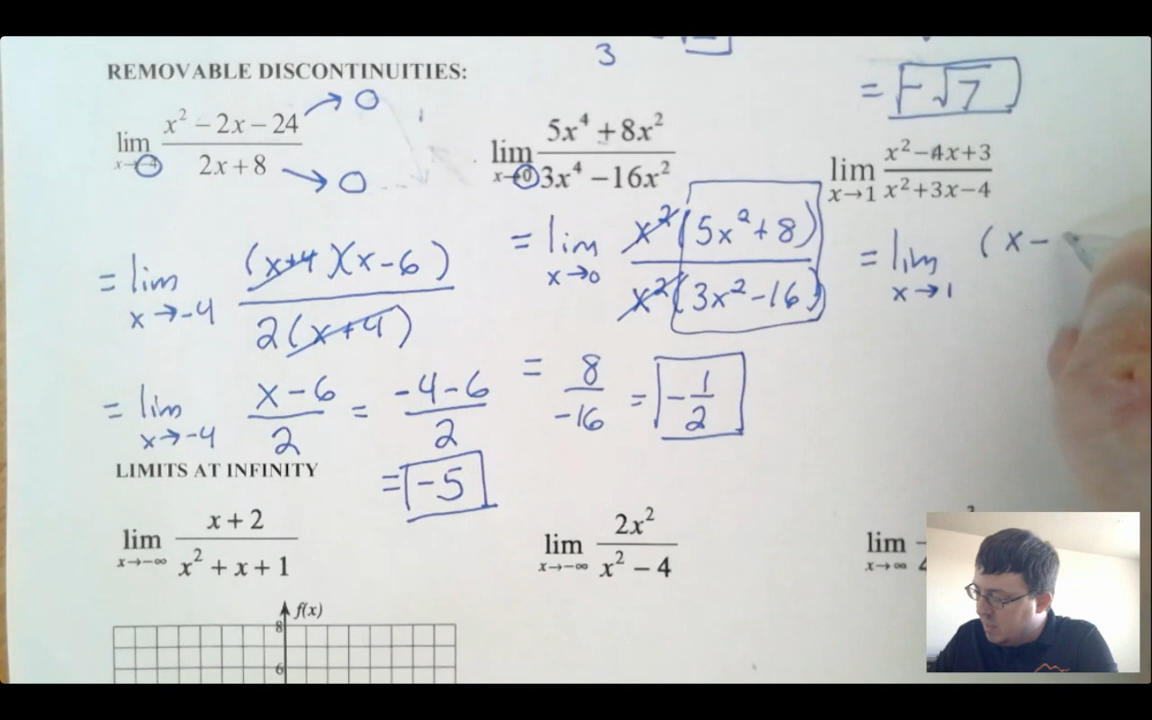 3
= -√7
REMOVABLE DISCONTINUITIES:
lim x→-4 (x² − 2x − 24)/(2x + 8) → 0 → 0
= lim x→-4 (x+4)(x-6) / 2(x+4)
= lim x→-4 (x-6)/2 = (-4-6)/2
= -5
lim x→0 (5x⁴ + 8x²)/(3x⁴ − 16x²)
= lim x→0 x²(5x²+8) / x²(3x²-16)
= 8/-16 = -1/2
lim x→1 (x²−4x+3)/(x²+3x−4)
= lim x→1 (x-
LIMITS AT INFINITY
lim x→−∞ (x + 2)/(x² + x + 1)
lim x→−∞ 2x²/(x² − 4)
lim x→∞
f(x)
8
6